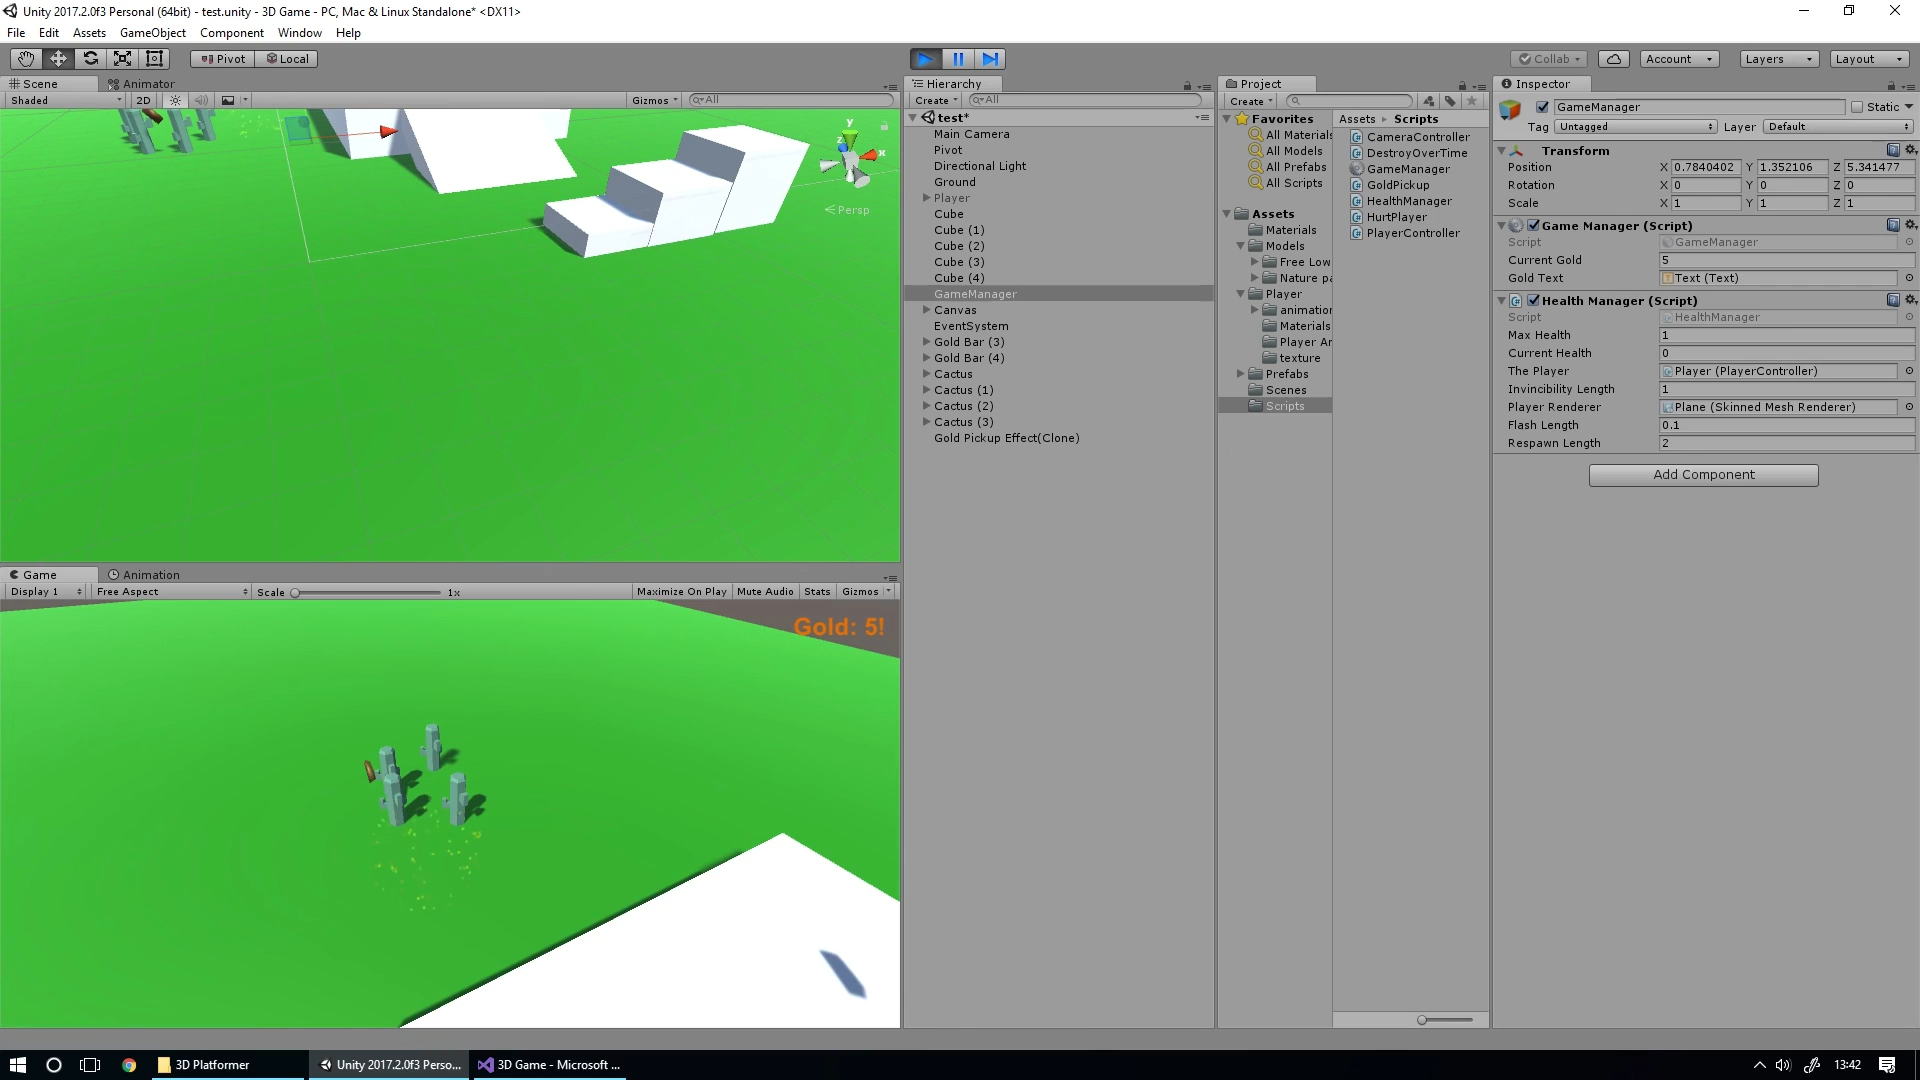 Unity 2017.2.0f3 Personal (64bit) - test.unity - 3D Game - PC, Mac & Linux Standalone* <DX11>
File Edit Assets GameObject Component Window Help
Pivot Local
Collab Account Layers Layout
Scene Animator
Shaded 2D Gizmos All
y
x
z
Persp
Game Animation
Display 1 Free Aspect Scale 1x Maximize On Play Mute Audio Stats Gizmos
Gold: 5!
Hierarchy
Create All
test*
Main Camera
Pivot
Directional Light
Ground
Player
Cube
Cube (1)
Cube (2)
Cube (3)
Cube (4)
GameManager
Canvas
EventSystem
Gold Bar (3)
Gold Bar (4)
Cactus
Cactus (1)
Cactus (2)
Cactus (3)
Gold Pickup Effect(Clone)
Project
Create
Favorites
All Materials
All Models
All Prefabs
All Scripts
Assets
Materials
Models
Free Low
Nature pa
Player
animation
Materials
Player Ar
texture
Prefabs
Scenes
Scripts
Assets Scripts
CameraController
DestroyOverTime
GameManager
GoldPickup
HealthManager
HurtPlayer
PlayerController
Inspector
GameManager Static
Tag Untagged Layer Default
Transform
Position X 0.7840402 Y 1.352106 Z 5.341477
Rotation X 0 Y 0 Z 0
Scale X 1 Y 1 Z 1
Game Manager (Script)
Script GameManager
Current Gold 5
Gold Text Text (Text)
Health Manager (Script)
Script HealthManager
Max Health 1
Current Health 0
The Player Player (PlayerController)
Invincibility Length 1
Player Renderer Plane (Skinned Mesh Renderer)
Flash Length 0.1
Respawn Length 2
Add Component
3D Platformer Unity 2017.2.0f3 Perso... 3D Game - Microsoft ... 13:42